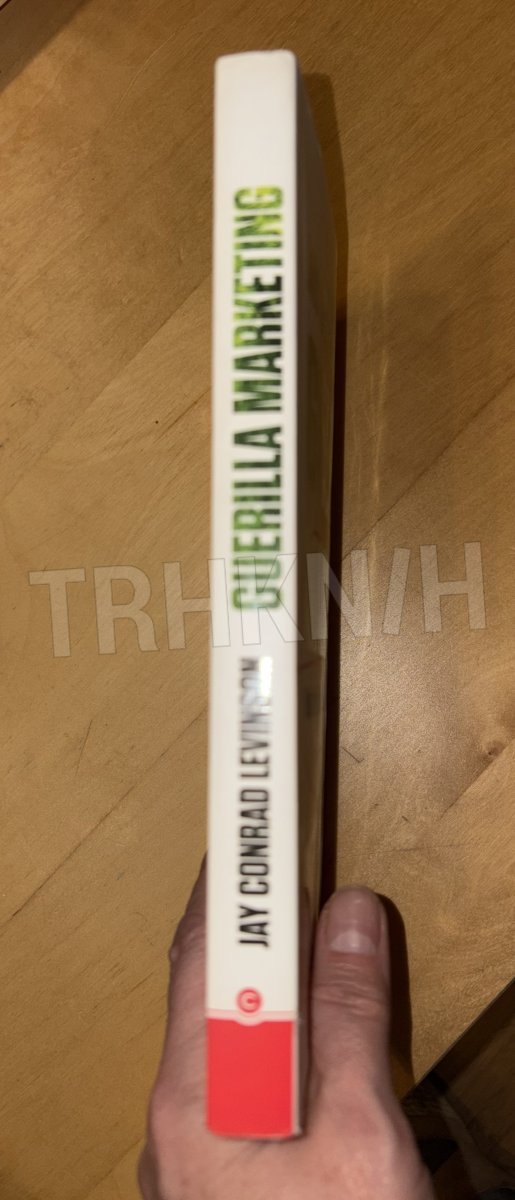 JAY CONRAD LEVINSON
GUERILLA MARKETING
TRHKN/H